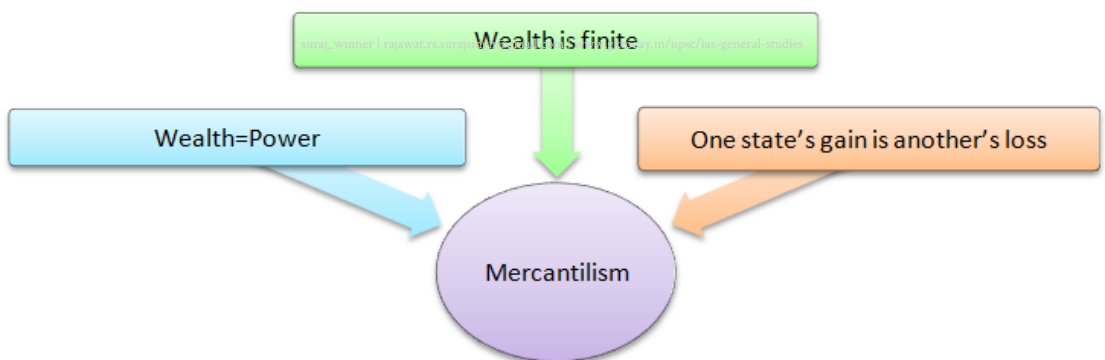 Wealth is finite
Wealth=Power
One state's gain is another's loss
Mercantilism